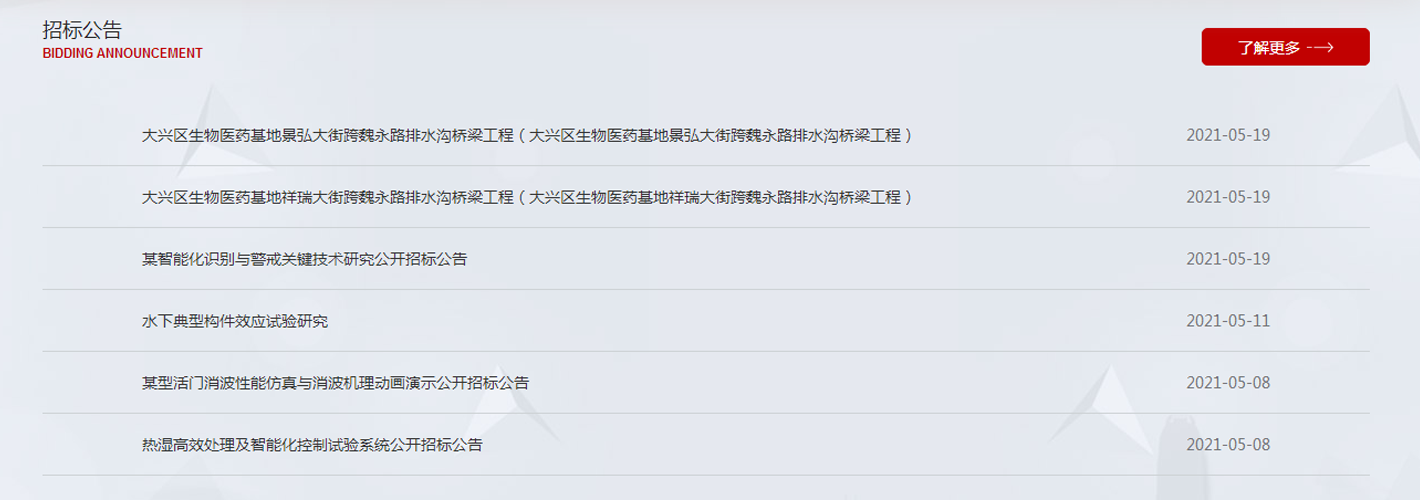 招标公告
BIDDING ANNOUNCEMENT
了解更多
大兴区生物医药基地景弘大街跨魏永路排水沟桥梁工程（大兴区生物医药基地景弘大街跨魏永路排水沟桥梁工程） 2021-05-19
大兴区生物医药基地祥瑞大街跨魏永路排水沟桥梁工程（大兴区生物医药基地祥瑞大街跨魏永路排水沟桥梁工程） 2021-05-19
某智能化识别与警戒关键技术研究公开招标公告 2021-05-19
水下典型构件效应试验研究 2021-05-11
某型活门消波性能仿真与消波机理动画演示公开招标公告 2021-05-08
热湿高效处理及智能化控制试验系统公开招标公告 2021-05-08